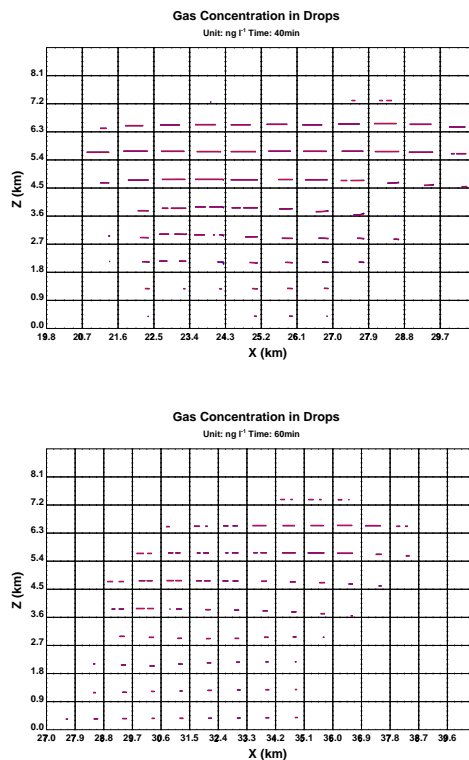 Gas Concentration in Drops
Unit: ng l⁻¹ Time: 40min
8.1
7.2
6.3
5.4
4.5
3.6
2.7
1.8
0.9
0.0
Z (km)
19.8 20.7 21.6 22.5 23.4 24.3 25.2 26.1 27.0 27.9 28.8 29.7
X (km)
Gas Concentration in Drops
Unit: ng l⁻¹ Time: 60min
8.1
7.2
6.3
5.4
4.5
3.6
2.7
1.8
0.9
0.0
Z (km)
27.0 27.9 28.8 29.7 30.6 31.5 32.4 33.3 34.2 35.1 36.0 36.9 37.8 38.7 39.6
X (km)